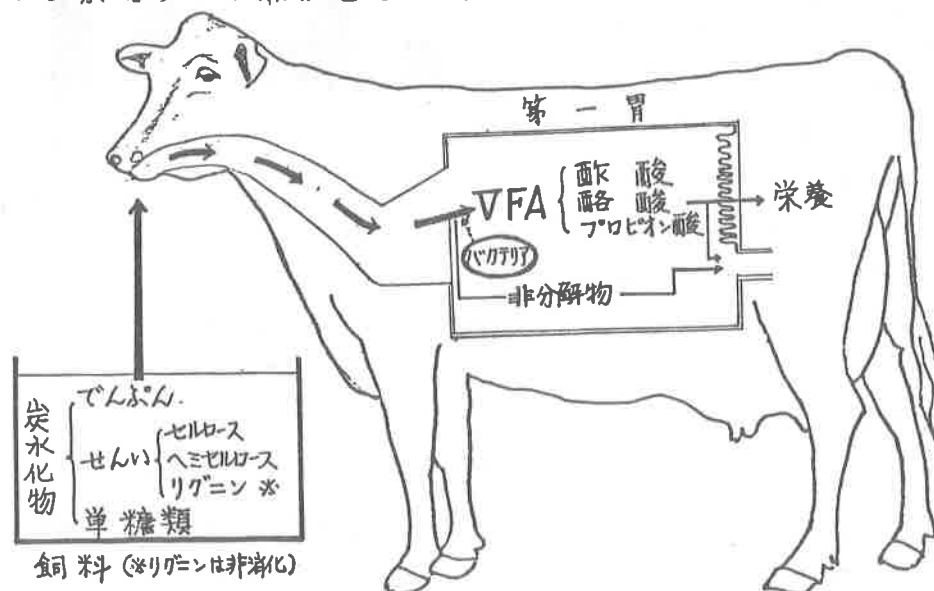 第一胃
VFA
酢酸
酪酸
プロピオン酸
栄養
バクテリア
非分解物
炭水化物
でんぷん.
せんい
セルロース
ヘミセルロース
リグニン ※
単糖類
飼料 (※リグニンは非消化)